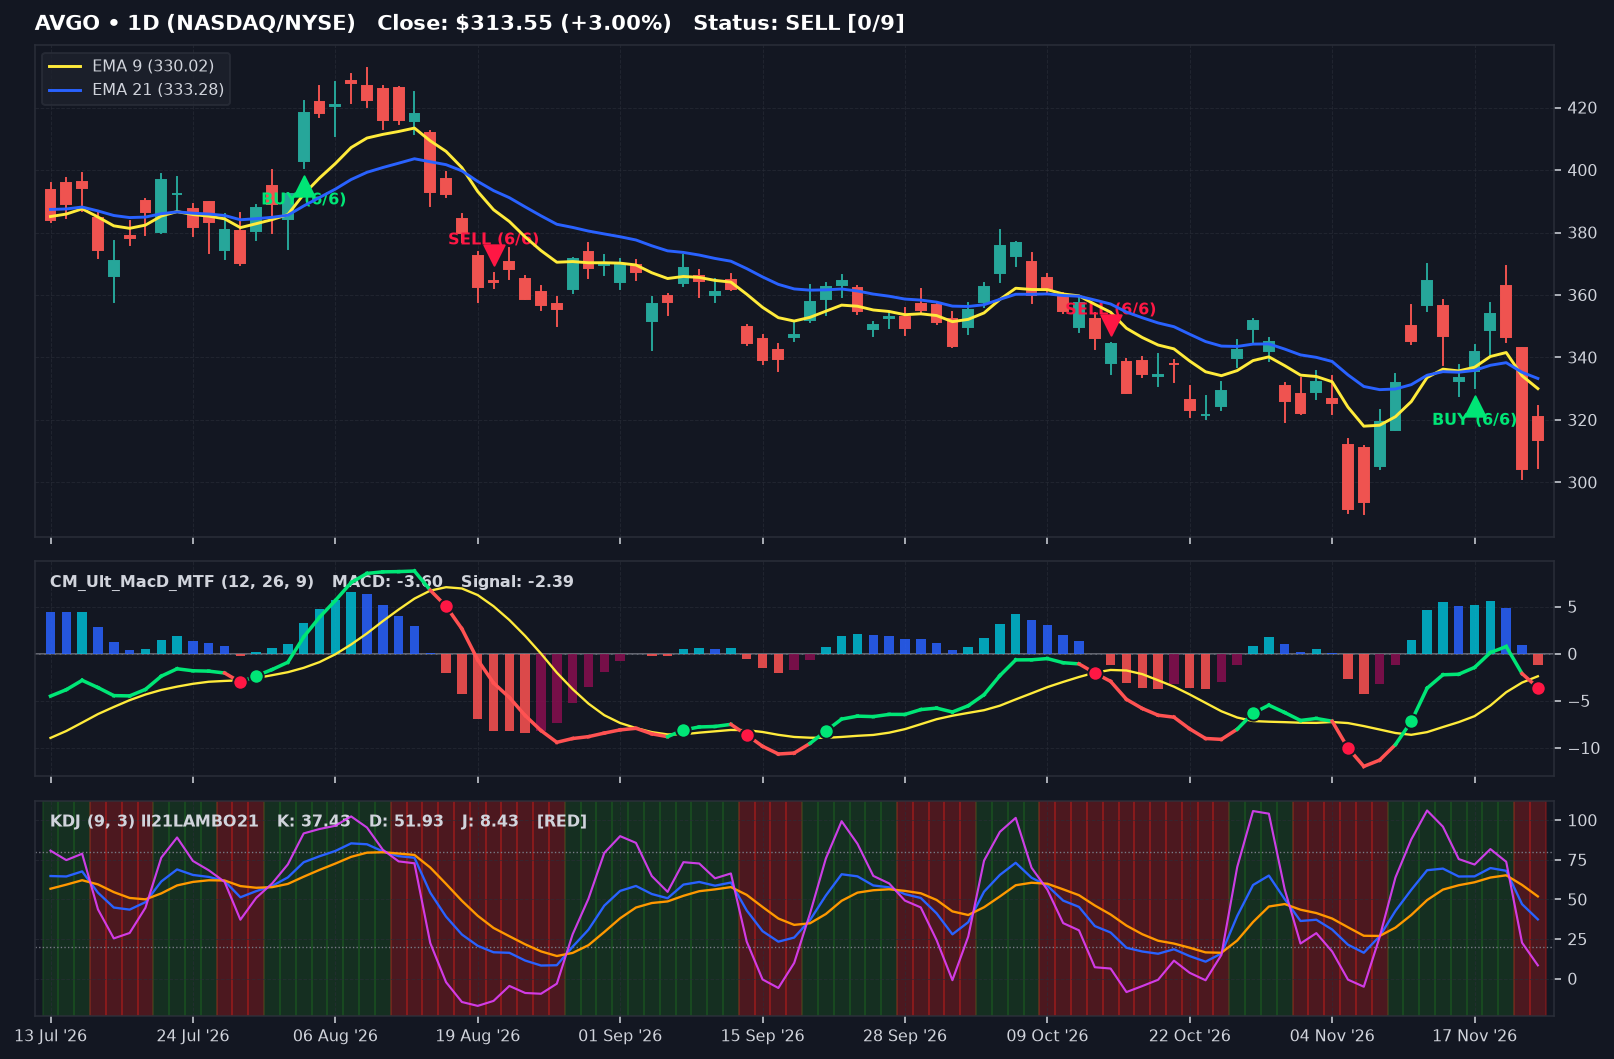 AVGO • 1D (NASDAQ/NYSE)   Close: $313.55 (+3.00%)   Status: SELL [0/9]
EMA 9 (330.02)
EMA 21 (333.28)
420
400
380
360
340
320
300
BUY (6/6)
SELL (6/6)
SELL (6/6)
BUY (6/6)
CM_Ult_MacD_MTF (12, 26, 9)   MACD: -3.60   Signal: -2.39
5
0
−5
−10
KDJ (9, 3) II21LAMBO21   K: 37.43   D: 51.93   J: 8.43   [RED]
100
75
50
25
0
13 Jul '26   24 Jul '26   06 Aug '26   19 Aug '26   01 Sep '26   15 Sep '26   28 Sep '26   09 Oct '26   22 Oct '26   04 Nov '26   17 Nov '26